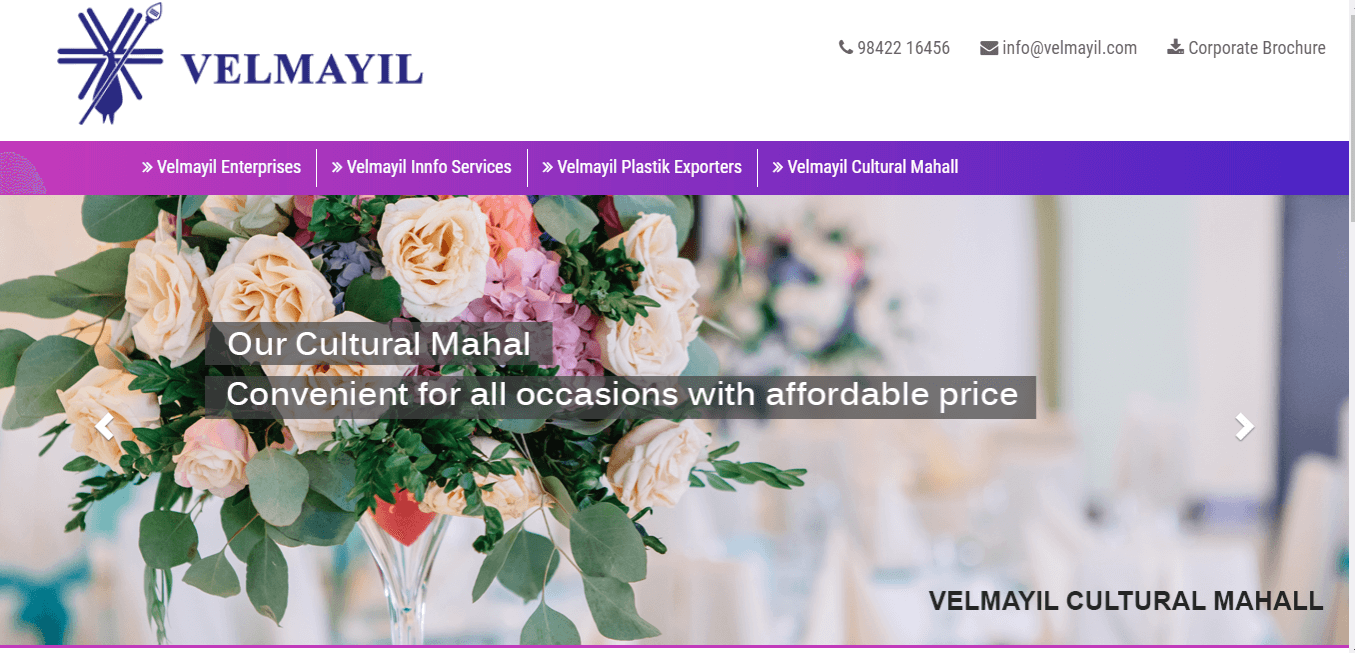 VELMAYIL
98422 16456 info@velmayil.com Corporate Brochure
» Velmayil Enterprises » Velmayil Innfo Services » Velmayil Plastik Exporters » Velmayil Cultural Mahall
Our Cultural Mahal
Convenient for all occasions with affordable price
VELMAYIL CULTURAL MAHALL